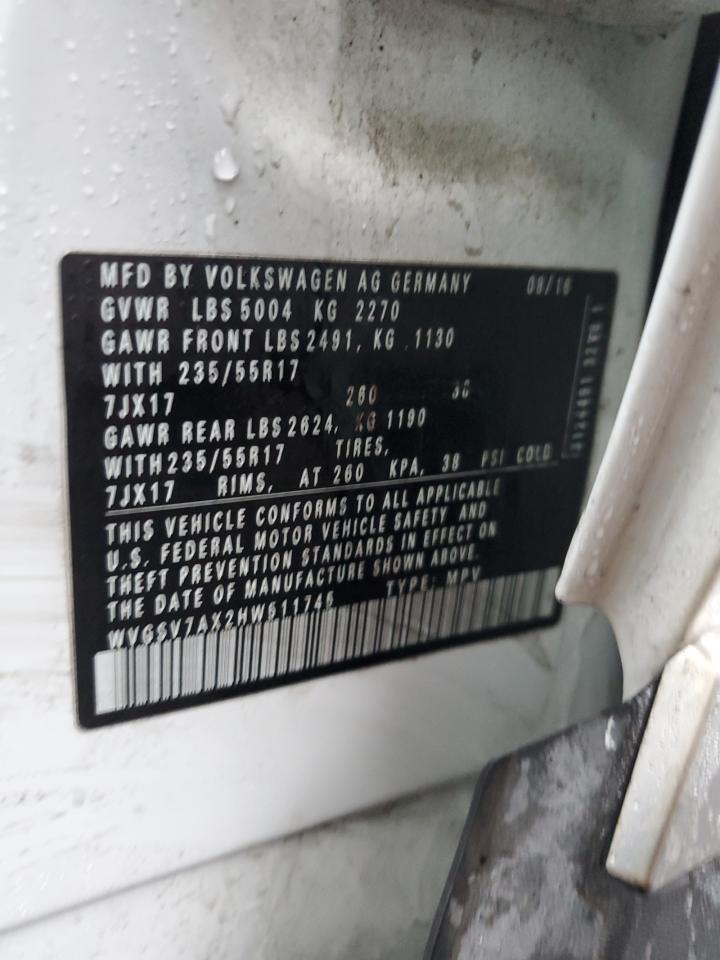 MFD BY VOLKSWAGEN AG GERMANY 08/16
GVWR LBS 5004 KG 2270
GAWR FRONT LBS 2491, KG 1130
WITH 235/55R17
7JX17 260
GAWR REAR LBS 2624, KG 1190
WITH 235/55R17 TIRES,
7JX17 RIMS, AT 260 KPA, 38 PSI COLD
THIS VEHICLE CONFORMS TO ALL APPLICABLE
U.S. FEDERAL MOTOR VEHICLE SAFETY AND
THEFT PREVENTION STANDARDS IN EFFECT ON
THE DATE OF MANUFACTURE SHOWN ABOVE.
WVGSV7AX2HW511745 TYPE: MPV